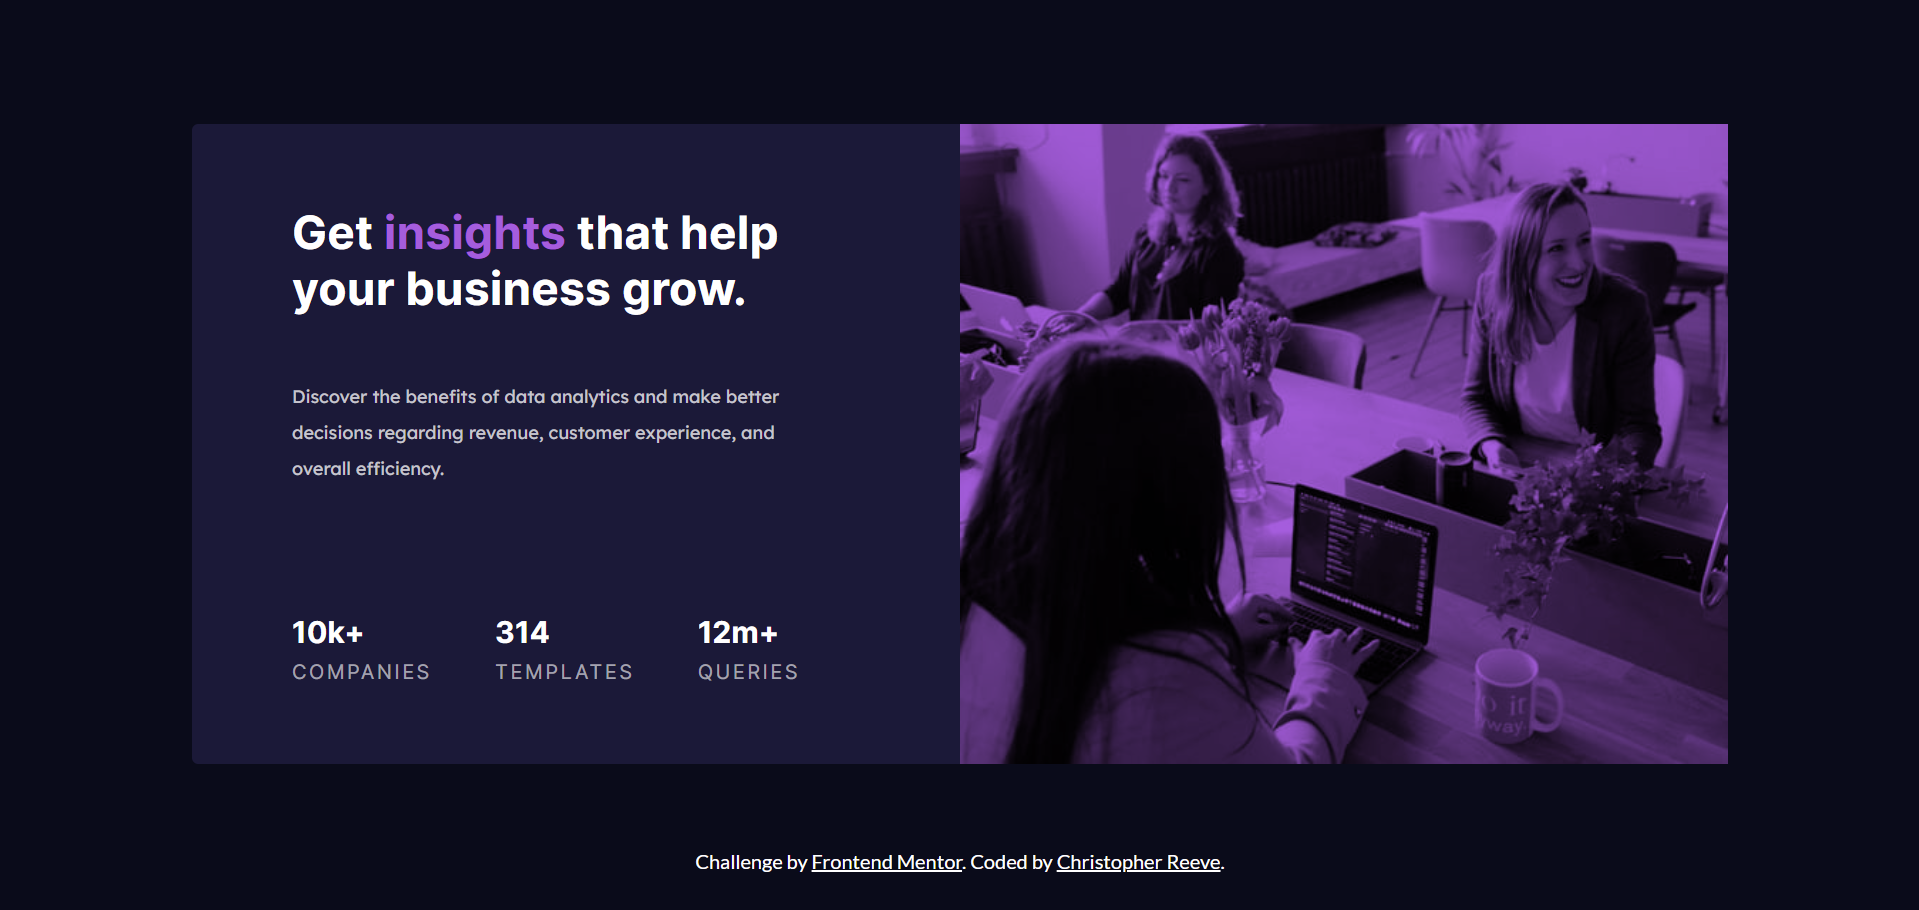 Get insights that help
your business grow.
Discover the benefits of data analytics and make better
decisions regarding revenue, customer experience, and
overall efficiency.
10k+
COMPANIES
314
TEMPLATES
12m+
QUERIES
Challenge by Frontend Mentor. Coded by Christopher Reeve.